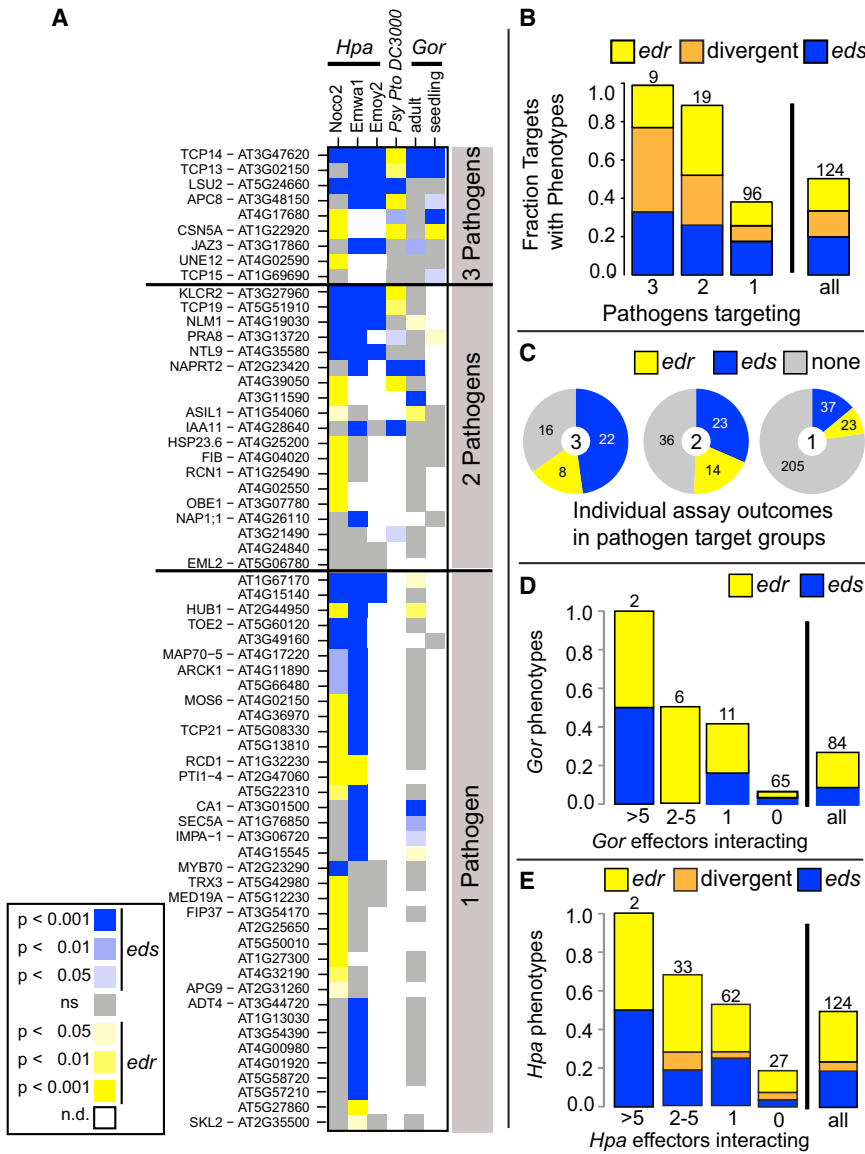 A
Hpa
Psy Pto DC3000
Gor
Noco2
Emwa1
Emoy2
adult
seedling
TCP14 – AT3G47620
TCP13 – AT3G02150
LSU2 – AT5G24660
APC8 – AT3G48150
AT4G17680
CSN5A – AT1G22920
JAZ3 – AT3G17860
UNE12 – AT4G02590
TCP15 – AT1G69690
3 Pathogens
KLCR2 – AT3G27960
TCP19 – AT5G51910
NLM1 – AT4G19030
PRA8 – AT3G13720
NTL9 – AT4G35580
NAPRT2 – AT2G23420
AT4G39050
AT3G11590
ASIL1 – AT1G54060
IAA11 – AT4G28640
HSP23.6 – AT4G25200
FIB – AT4G04020
RCN1 – AT1G25490
AT4G02550
OBE1 – AT3G07780
NAP1;1 – AT4G26110
AT3G21490
AT4G24840
EML2 – AT5G06780
2 Pathogens
AT1G67170
AT4G15140
HUB1 – AT2G44950
TOE2 – AT5G60120
AT3G49160
MAP70-5 – AT4G17220
ARCK1 – AT4G11890
AT5G66480
MOS6 – AT4G02150
AT4G36970
TCP21 – AT5G08330
AT5G13810
RCD1 – AT1G32230
PTI1-4 – AT2G47060
AT5G22310
CA1 – AT3G01500
SEC5A – AT1G76850
IMPA-1 – AT3G06720
AT4G15545
MYB70 – AT2G23290
TRX3 – AT5G42980
MED19A – AT5G12230
FIP37 – AT3G54170
AT2G25650
AT5G50010
AT1G27300
AT4G32190
APG9 – AT2G31260
ADT4 – AT3G44720
AT1G13030
AT3G54390
AT4G00980
AT4G01920
AT5G58720
AT5G57210
AT5G27860
SKL2 – AT2G35500
1 Pathogen
p < 0.001
p < 0.01
p < 0.05
eds
ns
p < 0.05
p < 0.01
p < 0.001
edr
n.d.
B
edr divergent eds
Fraction Targets
with Phenotypes
1.0
0.8
0.6
0.4
0.2
0.0
9
19
96
124
3 2 1 all
Pathogens targeting
C
edr eds none
16 3 22 8
36 2 23 14
37 1 23 205
Individual assay outcomes
in pathogen target groups
D
edr eds
Gor phenotypes
1.0
0.8
0.6
0.4
0.2
0.0
2
6
11
65
84
>5 2-5 1 0 all
Gor effectors interacting
E
edr divergent eds
Hpa phenotypes
1.0
0.8
0.6
0.4
0.2
0.0
2
33
62
27
124
>5 2-5 1 0 all
Hpa effectors interacting